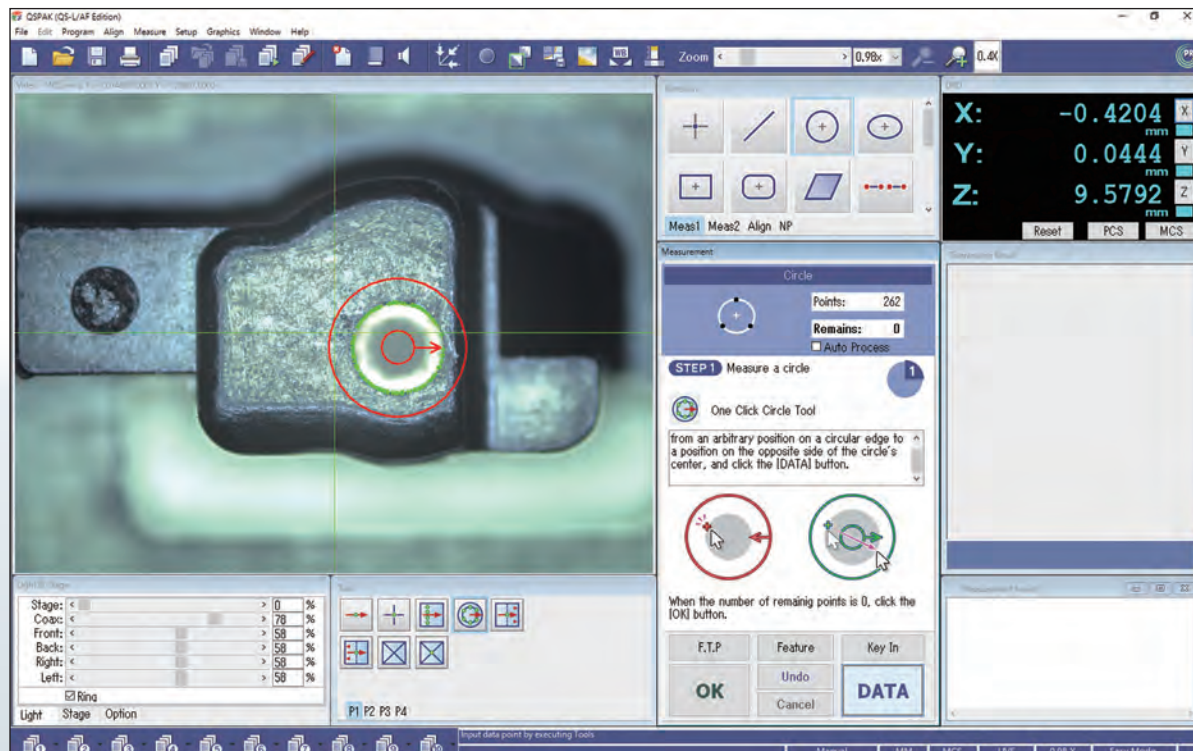 QSPAK (QS-L/AF Edition)
File Edit Program Align Measure Setup Graphics Window Help
WB
Zoom < > 0.98x 0.4X
X: -0.4204 X
mm
Y: 0.0444 Y
mm
Z: 9.5792 Z
mm
Reset PCS MCS
Meas1 Meas2 Align NP
Measurement
Circle
Points: 262
Remains: 0
Auto Process
STEP 1 Measure a circle
1
One Click Circle Tool
from an arbitrary position on a circular edge to
a position on the opposite side of the circle's
center, and click the [DATA] button.
When the number of remainig points is 0, click the
[OK] button.
F.T.P Feature Key In
OK Undo DATA
Cancel
Stage: < > 0 %
Coax: < > 78 %
Front: < > 58 %
Back: < > 58 %
Right: < > 58 %
Left: < > 58 %
Ring
Light Stage Option
P1 P2 P3 P4
Input data point by executing Tools